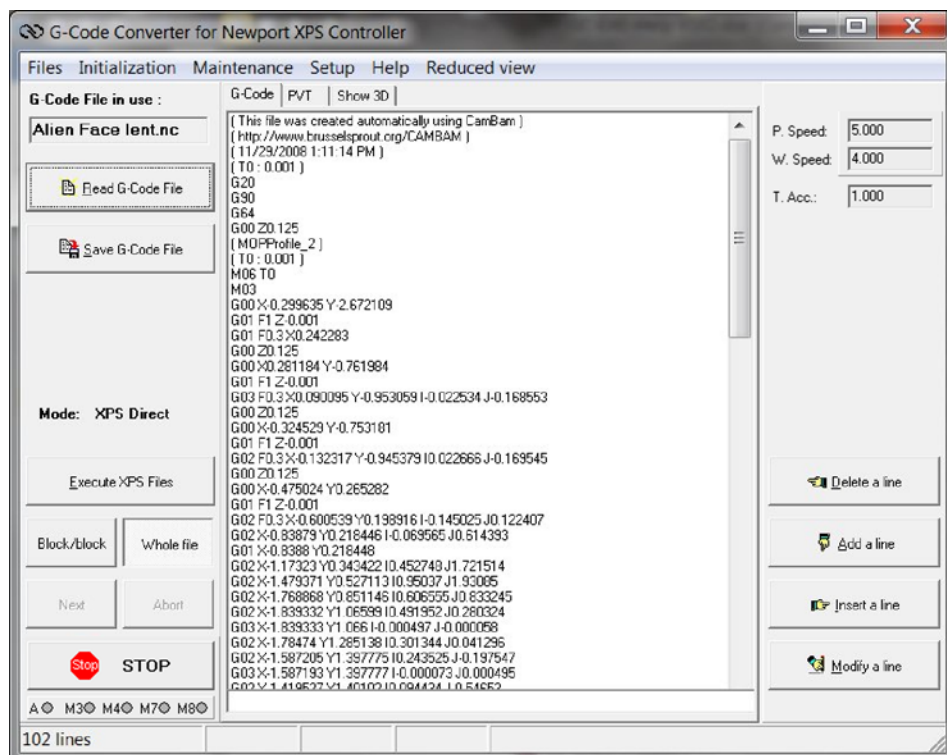 G-Code Converter for Newport XPS Controller
Files Initialization Maintenance Setup Help Reduced view
G-Code File in use :
Alien Face lent.nc
Read G-Code File
Save G-Code File
Mode: XPS Direct
Execute XPS Files
Block/block Whole file
Next Abort
Stop STOP
A M3 M4 M7 M8
G-Code PVT Show 3D
( This file was created automatically using CamBam )
( http://www.brusselsprout.org/CAMBAM )
( 11/29/2008 1:11:14 PM )
( T0 : 0.001 )
G20
G90
G64
G00 Z0.125
( MOPProfile_2 )
( T0 : 0.001 )
M06 T0
M03
G00 X-0.299635 Y-2.672109
G01 F1 Z-0.001
G01 F0.3 X0.242283
G00 Z0.125
G00 X0.281184 Y-0.761984
G01 F1 Z-0.001
G03 F0.3 X0.090095 Y-0.953059 I-0.022534 J-0.168553
G00 Z0.125
G00 X-0.324529 Y-0.753181
G01 F1 Z-0.001
G02 F0.3 X-0.132317 Y-0.945379 I0.022666 J-0.169545
G00 Z0.125
G00 X-0.475024 Y0.265282
G01 F1 Z-0.001
G02 F0.3 X-0.600539 Y0.198916 I-0.145025 J0.122407
G02 X-0.83879 Y0.218446 I-0.069565 J0.614393
G01 X-0.8388 Y0.218448
G02 X-1.17323 Y0.343422 I0.452748 J1.721514
G02 X-1.479371 Y0.527113 I0.95037 J1.93085
G02 X-1.768868 Y0.851146 I0.606555 J0.833245
G02 X-1.839332 Y1.06599 I0.491952 J0.280324
G03 X-1.839333 Y1.066 I-0.000497 J-0.000058
G02 X-1.78474 Y1.285138 I0.301344 J0.041296
G02 X-1.587205 Y1.397775 I0.243525 J-0.197547
G03 X-1.587193 Y1.397777 I-0.000073 J0.000495
P. Speed: 5.000
W. Speed: 4.000
T. Acc.: 1.000
Delete a line
Add a line
Insert a line
Modify a line
102 lines